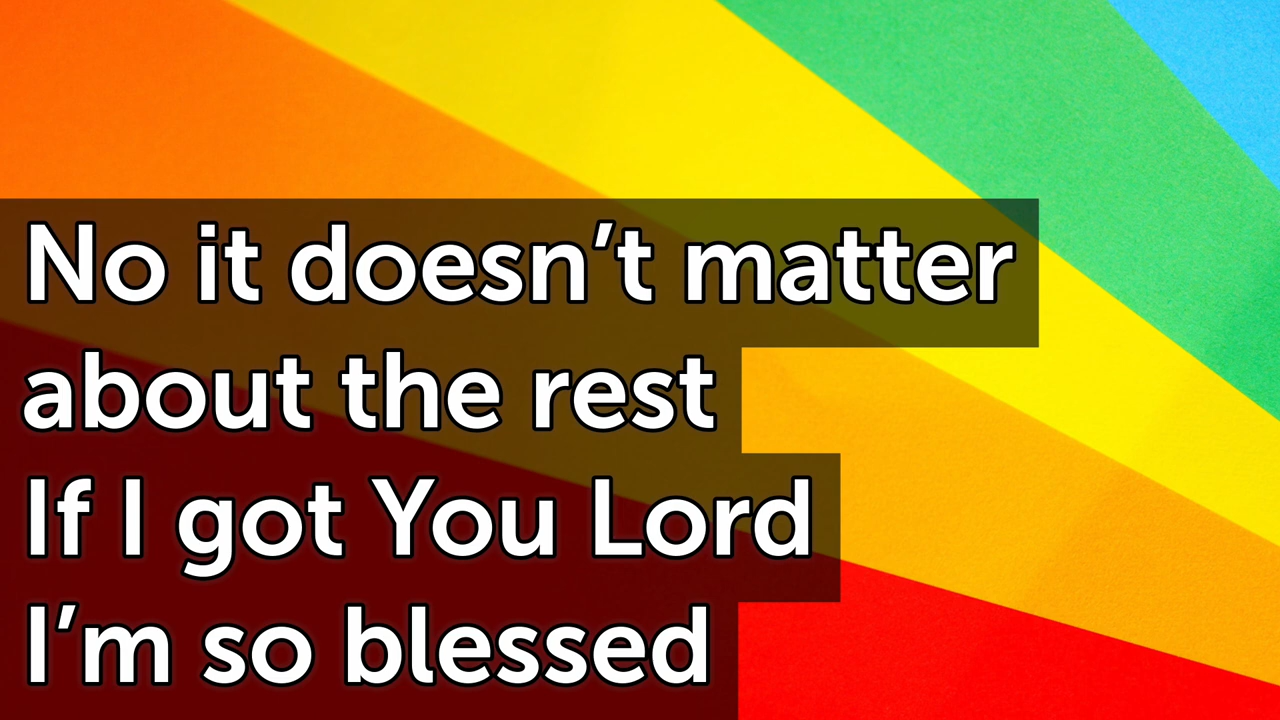 No it doesn’t matter
about the rest
If I got You Lord
I’m so blessed